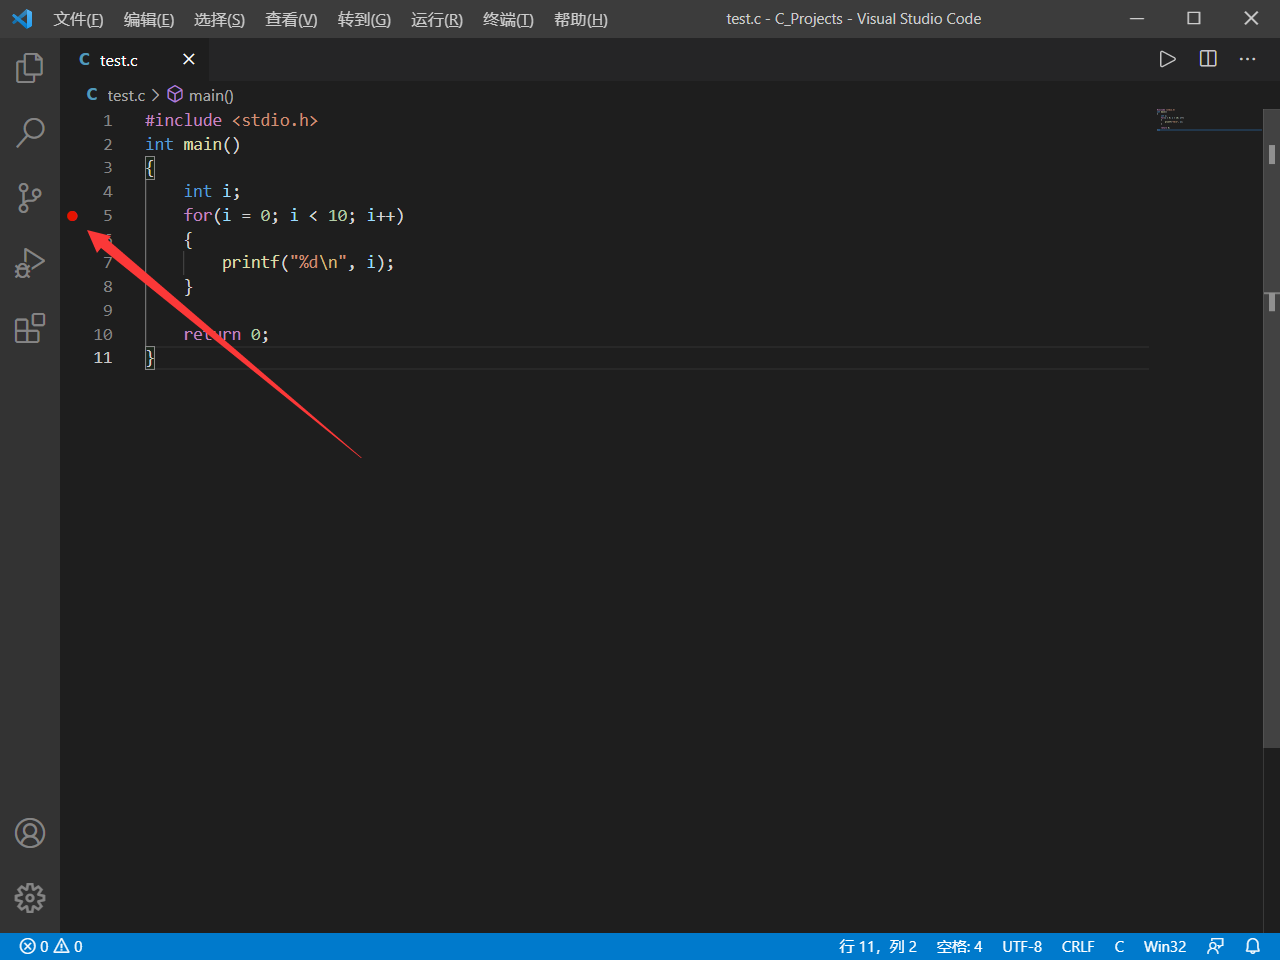 文件(F) 编辑(E) 选择(S) 查看(V) 转到(G) 运行(R) 终端(T) 帮助(H) test.c - C_Projects - Visual Studio Code
C test.c
C test.c > main()
1 #include <stdio.h>
2 int main()
3 {
4 int i;
5 for(i = 0; i < 10; i++)
6 {
7 printf("%d\n", i);
8 }
9
10 return 0;
11 }
0 0 行 11，列 2 空格: 4 UTF-8 CRLF C Win32